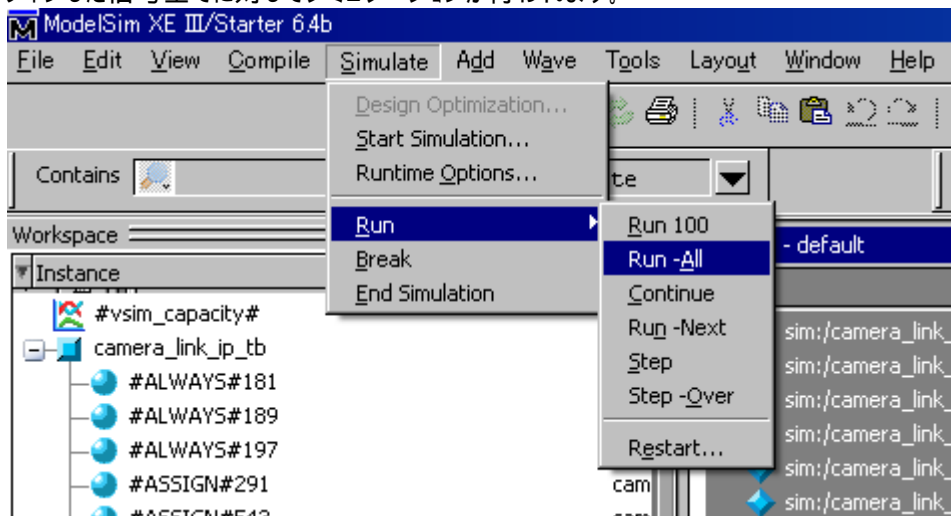 ModelSim XE III/Starter 6.4b
File Edit View Compile Simulate Add Wave Tools Layout Window Help
Design Optimization...
Start Simulation...
Runtime Options...
Contains
Run
Break
End Simulation
Run 100
Run -All
Continue
Run -Next
Step
Step -Over
Restart...
Workspace
Instance
#vsim_capacity#
camera_link_ip_tb
#ALWAYS#181
#ALWAYS#189
#ALWAYS#197
#ASSIGN#291
cam
- default
sim:/camera_link_
sim:/camera_link_
sim:/camera_link_
sim:/camera_link_
sim:/camera_link_
sim:/camera_link_